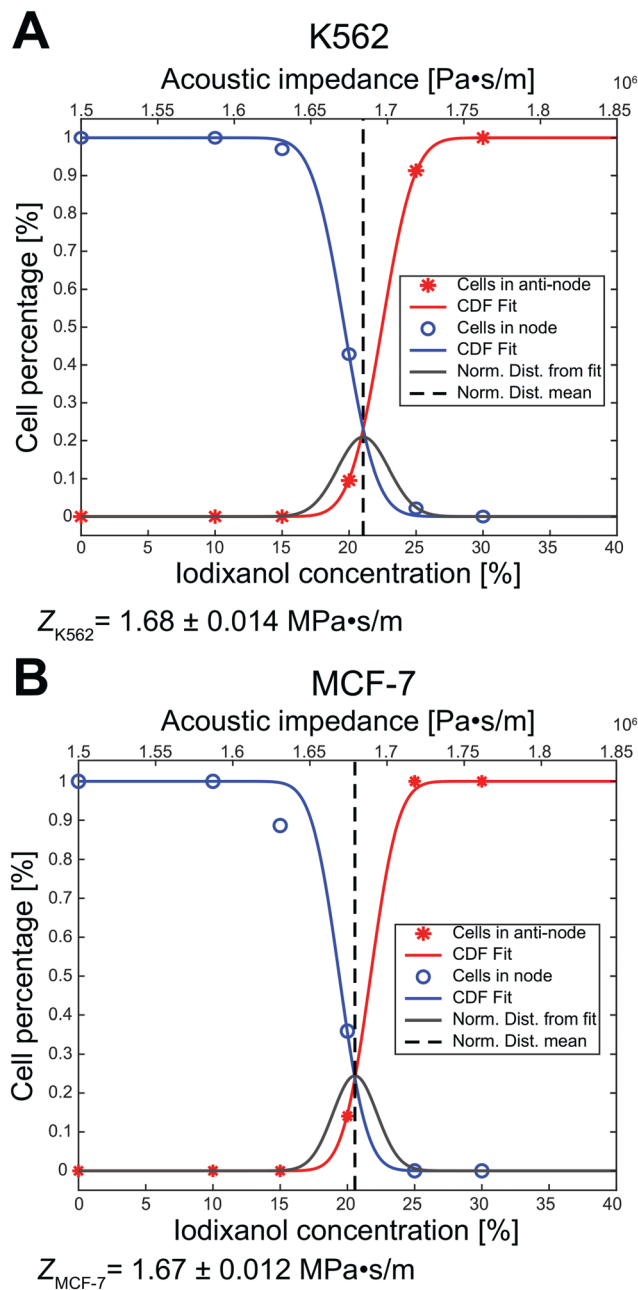 A
K562
Acoustic impedance [Pa•s/m]
10⁶
1.5 1.6 1.65 1.7 1.720 1.8 1.85
1
0.9
0.8
0.7
0.6
0.5
0.4
0.3
0.2
0.1
0
Cell percentage [%]
Cells in anti-node
CDF Fit
Cells in node
CDF Fit
Norm. Dist. from fit
Norm. Dist. mean
0 5 10 15 20 25 30 35 40
Iodixanol concentration [%]
Z K562 = 1.68 ± 0.014 MPa•s/m
B
MCF-7
Acoustic impedance [Pa•s/m]
10⁶
1.5 1.55 1.6 1.65 1.7 1.75 1.8 1.85
1
0.9
0.8
0.7
0.6
0.5
0.4
0.3
0.2
0.1
0
Cell percentage [%]
Cells in anti-node
CDF Fit
Cells in node
CDF Fit
Norm. Dist. from fit
Norm. Dist. mean
0 5 10 15 20 25 30 35 40
Iodixanol concentration [%]
Z MCF-7 = 1.67 ± 0.012 MPa•s/m